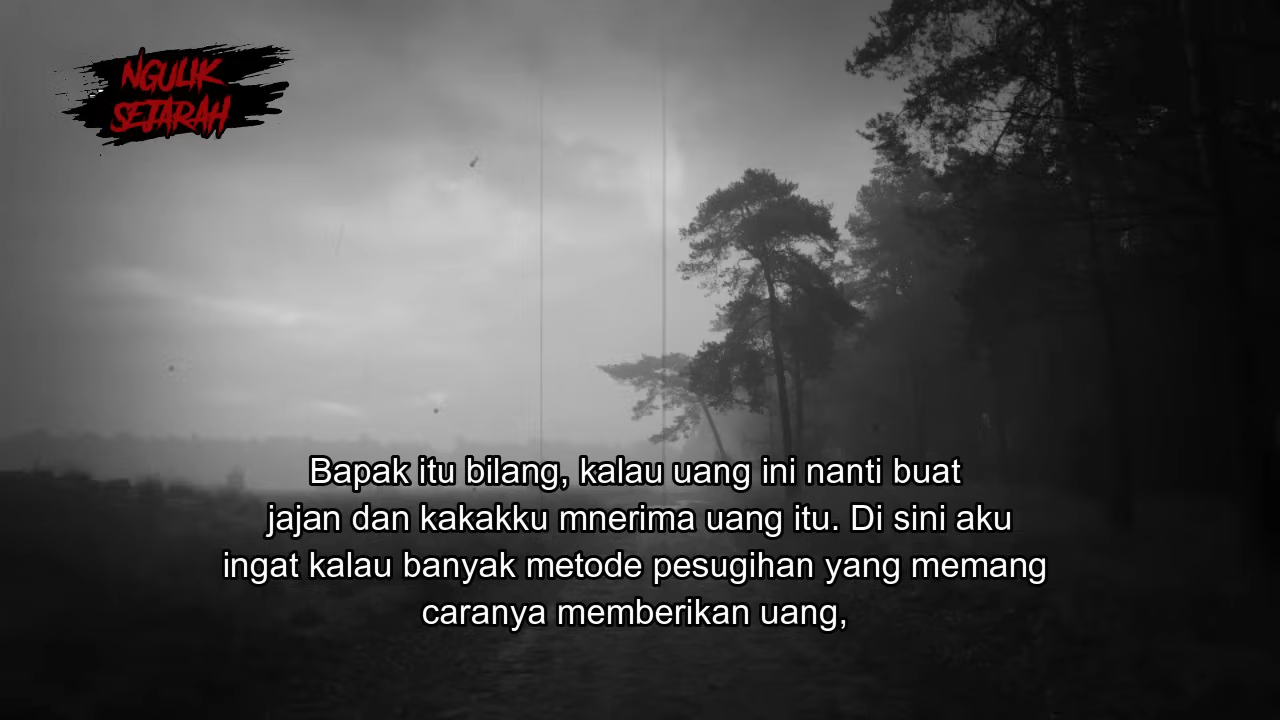 NGULIK
SEJARAH
Bapak itu bilang, kalau uang ini nanti buat
jajan dan kakakku mnerima uang itu. Di sini aku
ingat kalau banyak metode pesugihan yang memang
caranya memberikan uang,